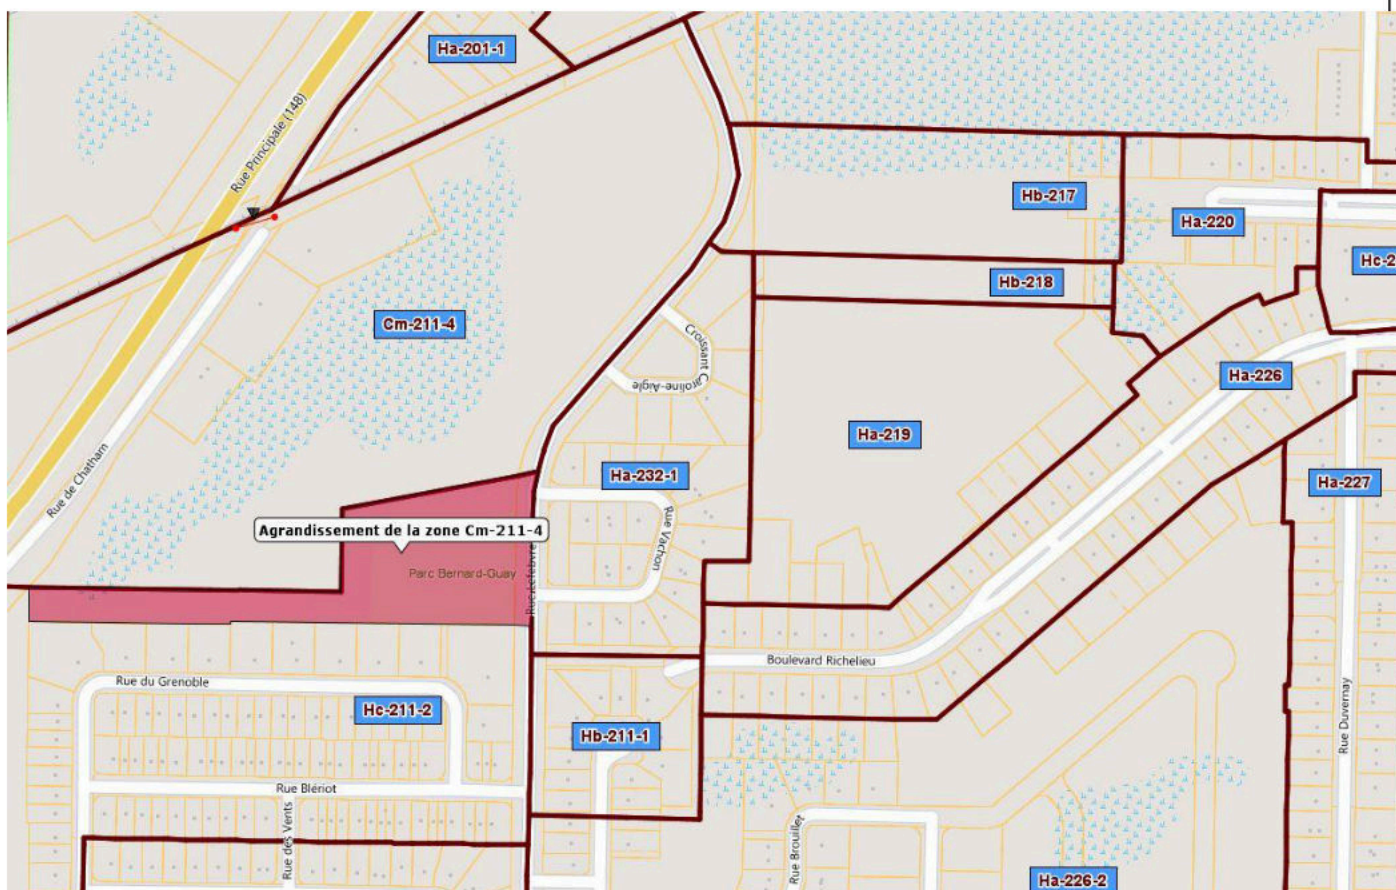 Ha-201-1
Rue Principale (148)
Hb-217
Ha-220
Hc-2
Hb-218
Cm-211-4
Croissant Caroline-Aigle
Ha-226
Ha-219
Rue de Chatham
Ha-232-1
Ha-227
Agrandissement de la zone Cm-211-4
Rue Vachon
Parc Bernard-Guay
Rue Lefebvre
Boulevard Richelieu
Rue du Grenoble
Hc-211-2
Hb-211-1
Rue Duvernay
Rue Blériot
Rue des Vents
Rue Brouillet
Ha-226-2